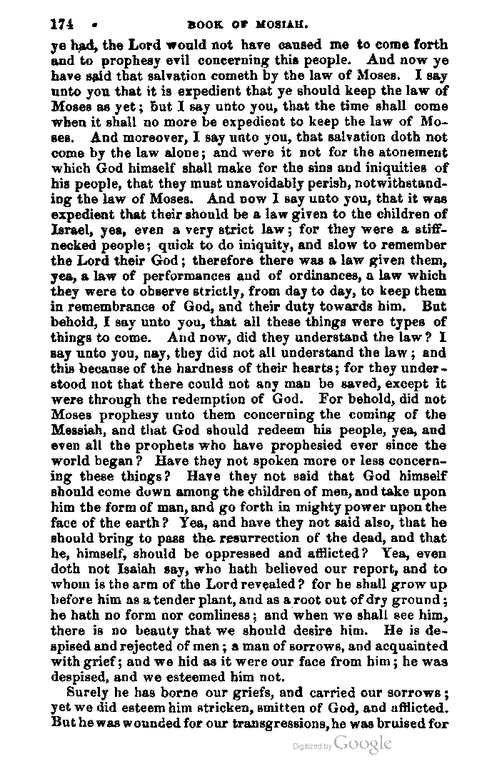 174 • BOOK OF MOSIAH.
ye had, the Lord would not have caused me to come forth
and to prophesy evil concerning this people. And now ye
have said that salvation cometh by the law of Moses. I say
unto you that it is expedient that ye should keep the law of
Moses as yet; but I say unto you, that the time shall come
when it shall no more be expedient to keep the law of Mo-
ses. And moreover, I say unto you, that salvation doth not
come by the law alone; and were it not for the atonement
which God himself shall make for the sins and iniquities of
his people, that they must unavoidably perish, notwithstand-
ing the law of Moses. And now I say unto you, that it was
expedient that their should be a law given to the children of
Israel, yea, even a very strict law; for they were a stiff-
necked people; quick to do iniquity, and slow to remember
the Lord their God; therefore there was a law given them,
yea, a law of performances and of ordinances, a law which
they were to observe strictly, from day to day, to keep them
in remembrance of God, and their duty towards him. But
behold, I say unto you, that all these things were types of
things to come. And now, did they understand the law? I
say unto you, nay, they did not all understand the law; and
this because of the hardness of their hearts; for they under-
stood not that there could not any man be saved, except it
were through the redemption of God. For behold, did not
Moses prophesy unto them concerning the coming of the
Messiah, and that God should redeem his people, yea, and
even all the prophets who have prophesied ever since the
world began? Have they not spoken more or less concern-
ing these things? Have they not said that God himself
should come down among the children of men, and take upon
him the form of man, and go forth in mighty power upon the
face of the earth? Yea, and have they not said also, that he
should bring to pass the resurrection of the dead, and that
he, himself, should be oppressed and afflicted? Yea, even
doth not Isaiah say, who hath believed our report, and to
whom is the arm of the Lord revealed? for he shall grow up
before him as a tender plant, and as a root out of dry ground;
he hath no form nor comliness; and when we shall see him,
there is no beauty that we should desire him. He is de-
spised and rejected of men; a man of sorrows, and acquainted
with grief; and we hid as it were our face from him; he was
despised, and we esteemed him not.
Surely he has borne our griefs, and carried our sorrows;
yet we did esteem him stricken, smitten of God, and afflicted.
But he was wounded for our transgressions, he was bruised for
Digitized by Google